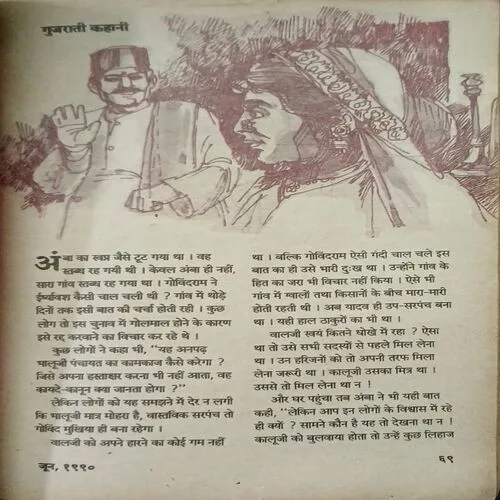 गुजराती कहानी
अंबा का स्वप्न जैसे टूट गया था । वह
स्तब्ध रह गयी थी । केवल अंबा ही नहीं,
सारा गांव स्तब्ध रह गया था । गोविंदराम ने
ईर्ष्यावश कैसी चाल चली थी ? गांव में थोड़े
दिनों तक इसी बात की चर्चा होती रही । कुछ
लोग तो इस चुनाव में गोलमाल होने के कारण
इसे रद्द करवाने का विचार कर रहे थे ।
कुछ लोगों ने कहा भी, ‘‘यह अनपढ़
भालूजी पंचायत का कामकाज कैसे करेगा ?
जिसे अपना हस्ताक्षर करना भी नहीं आता, वह
कायदे-कानून क्या जानता होगा ?’’
लेकिन लोगों को यह समझने में देर न लगी
कि भालूजी मात्र मोहरा है, वास्तविक सरपंच तो
गोविंद मुखिया ही बना रहेगा ।
वालजी को अपने हारने का कोई गम नहीं
था । बल्कि गोविंदराम ऐसी गंदी चाल चले इस
बात का ही उसे भारी दुःख था । उन्होंने गांव के
हित का जरा भी विचार नहीं किया । ऐसे भी
गांव में ग्वालों तथा किसानों के बीच मारा-मारी
होती रहती थी । अब यादव ही उप-सरपंच बना
था । यही हाल ठाकुरों का भी था ।
वालजी स्वयं कितने धोखे में रहा ? ऐसा
था तो उसे सभी सदस्यों से पहले मिल लेना
था । उन हरिजनों को तो अपनी तरफ मिला
लेना जरूरी था । कालूजी उसका मित्र था ।
उससे तो मिल लेना था न !
और घर पहुंचा तब अंबा ने भी यही बात
कही, ‘‘लेकिन आप इन लोगों के विश्वास में रहे
ही क्यों ? सामने कौन है यह तो देखना था न !
कालूजी को बुलवाया होता तो उन्हें कुछ लिहाज
जून, १९९०
६९